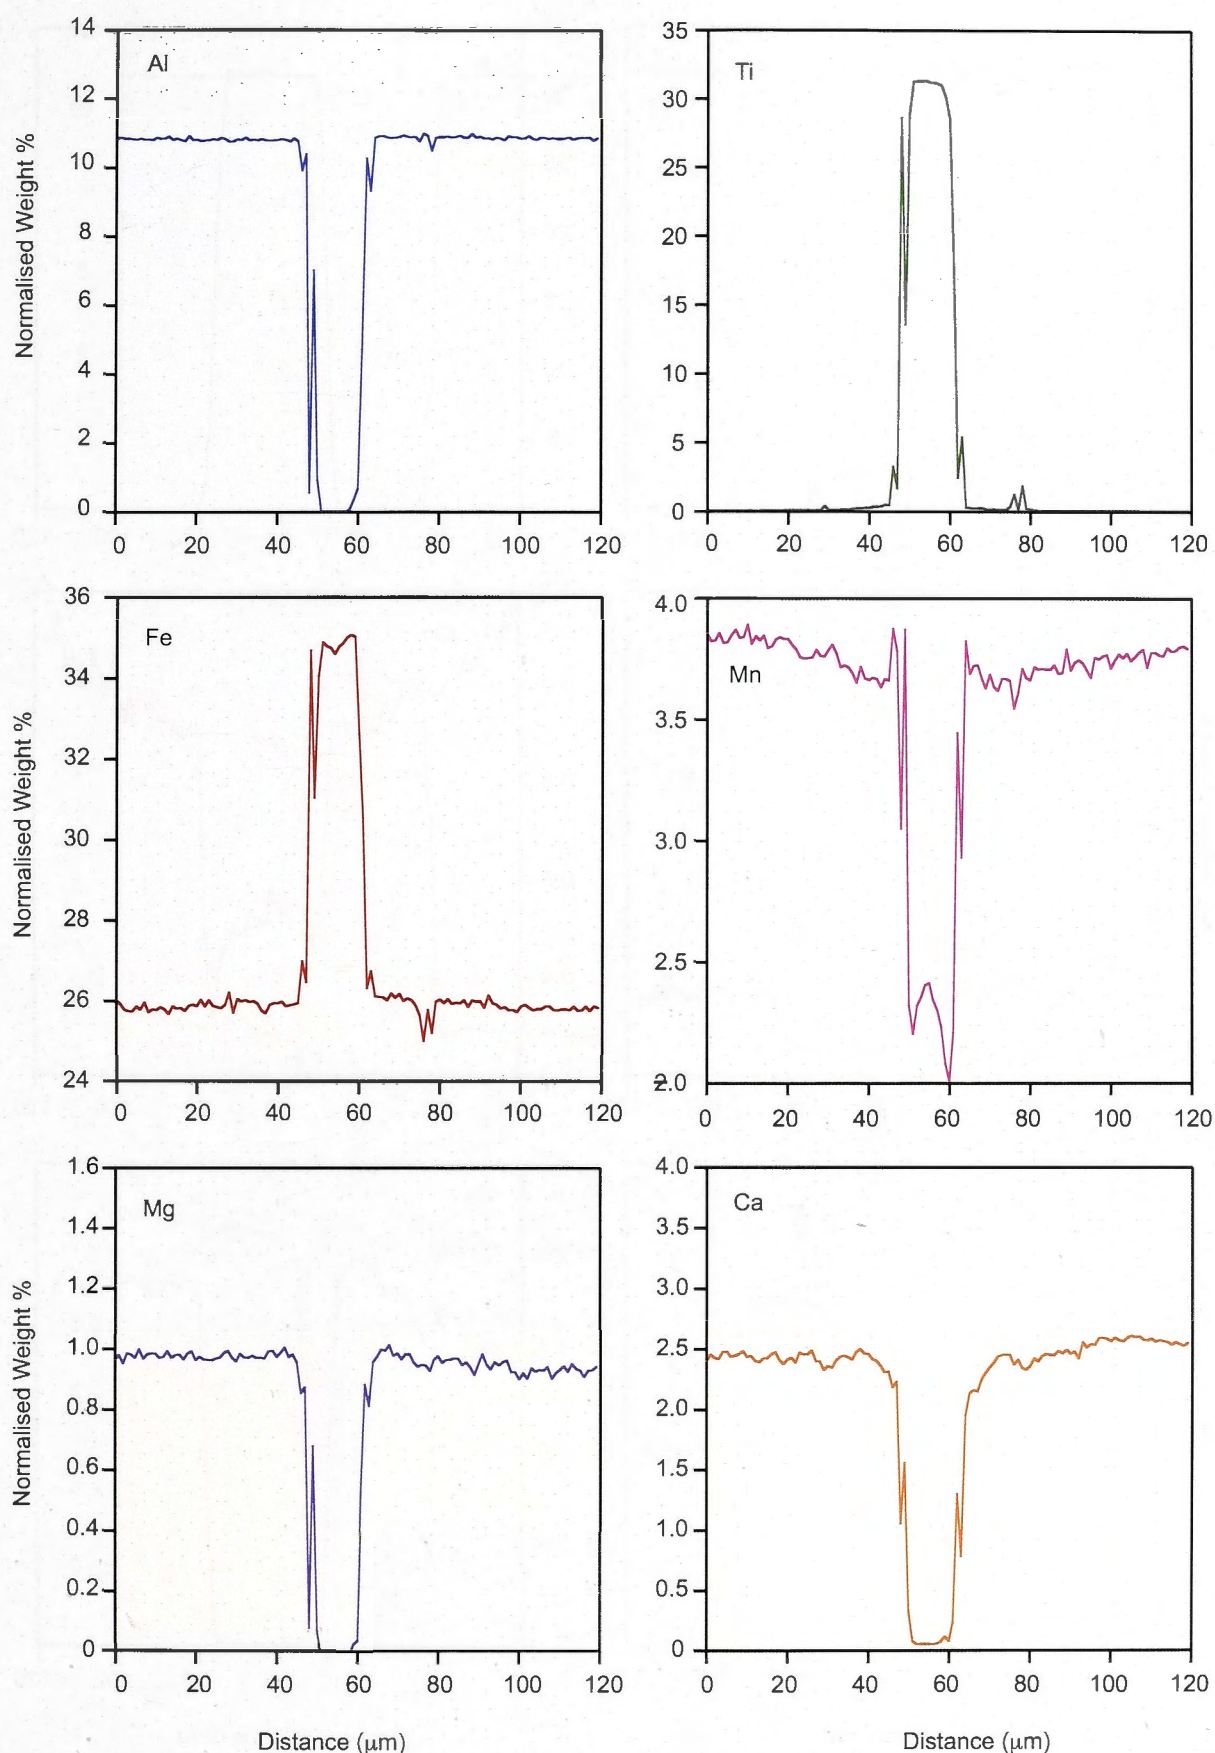 14
12
10
8
6
4
2
0
Normalised Weight %
Al
0 20 40 60 80 100 120
35
30
25
20
15
10
5
0
Ti
0 20 40 60 80 100 120
36
34
32
30
28
26
24
Normalised Weight %
Fe
0 20 40 60 80 100 120
4.0
3.5
3.0
2.5
2.0
Mn
0 20 40 60 80 100 120
1.6
1.4
1.2
1.0
0.8
0.6
0.4
0.2
0
Normalised Weight %
Mg
0 20 40 60 80 100 120
Distance (μm)
4.0
3.5
3.0
2.5
2.0
1.5
1.0
0.5
0
Ca
0 20 40 60 80 100 120
Distance (μm)